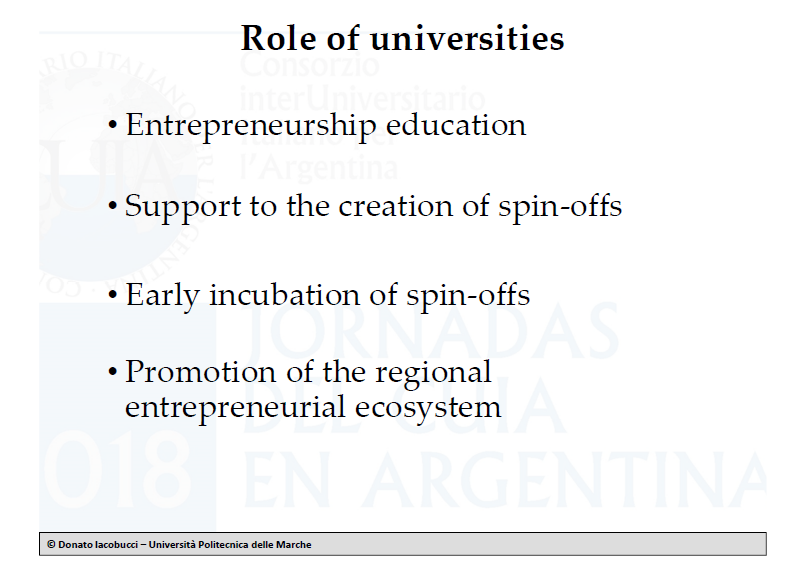 Role of universities
Consorzio
interUniversitario
Italiano per
l'Argentina
• Entrepreneurship education
• Support to the creation of spin-offs
• Early incubation of spin-offs
• Promotion of the regional
entrepreneurial ecosystem
CUIA
JORNADAS
DEL CUIA
EN ARGENTINA
018
© Donato Iacobucci – Università Politecnica delle Marche